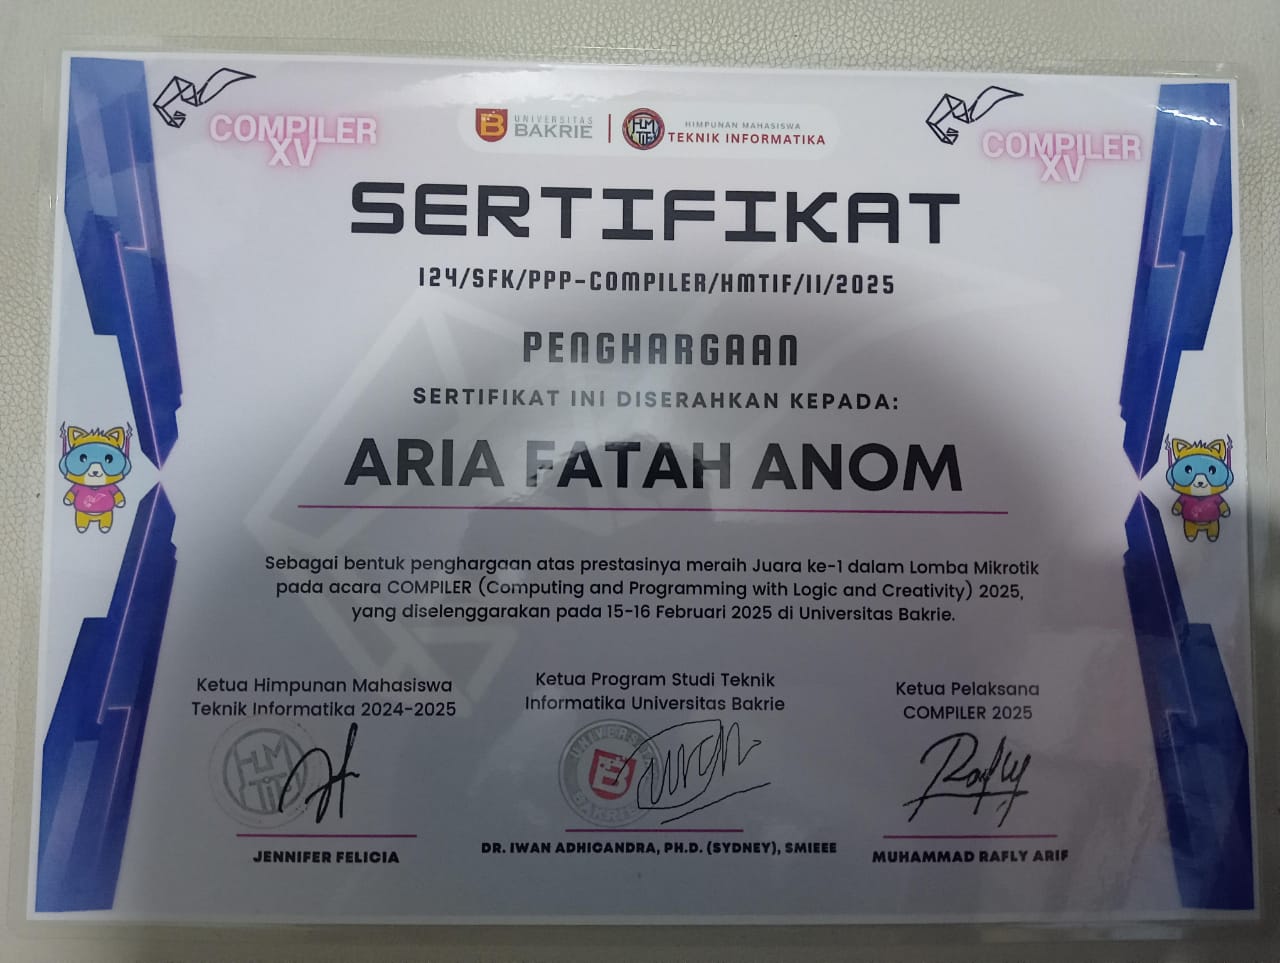 COMPILER
XV
UNIVERSITAS
BAKRIE
HIMPUNAN MAHASISWA
TEKNIK INFORMATIKA
COMPILER
XV
SERTIFIKAT
124/SFK/PPP-COMPILER/HMTIF/II/2025
PENGHARGAAN
SERTIFIKAT INI DISERAHKAN KEPADA:
ARIA FATAH ANOM
Sebagai bentuk penghargaan atas prestasinya meraih Juara ke-1 dalam Lomba Mikrotik
pada acara COMPILER (Computing and Programming with Logic and Creativity) 2025,
yang diselenggarakan pada 15-16 Februari 2025 di Universitas Bakrie.
Ketua Himpunan Mahasiswa
Teknik Informatika 2024-2025
HM
TIF
JENNIFER FELICIA
Ketua Program Studi Teknik
Informatika Universitas Bakrie
BAKRIE
DR. IWAN ADHICANDRA, PH.D. (SYDNEY), SMIEEE
Ketua Pelaksana
COMPILER 2025
Rafly
MUHAMMAD RAFLY ARIF